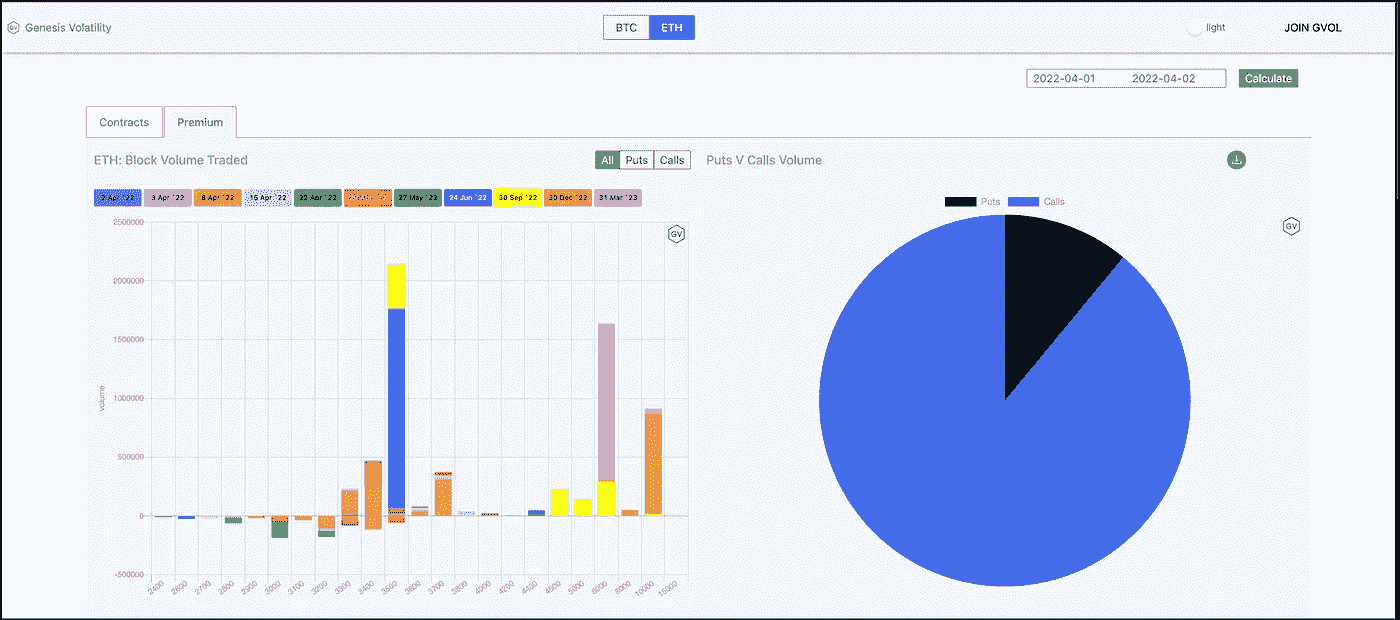 Genesis Volatility
BTC ETH
light
JOIN GVOL
2022-04-01 2022-04-02
Calculate
Contracts Premium
ETH: Block Volume Traded
All Puts Calls
2 Apr '22 3 Apr '22 8 Apr '22 15 Apr '22 22 Apr '22 27 May '22 24 Jun '22 30 Sep '22 30 Dec '22 31 Mar '23
GV
volume
2500000
2000000
1500000
1000000
500000
0
-500000
2400 2600 2700 2800 2900 3000 3100 3200 3300 3400 3500 3600 3700 3800 4000 4200 4400 4500 5000 6000 8000 10000 15000
Puts V Calls Volume
Puts Calls
GV